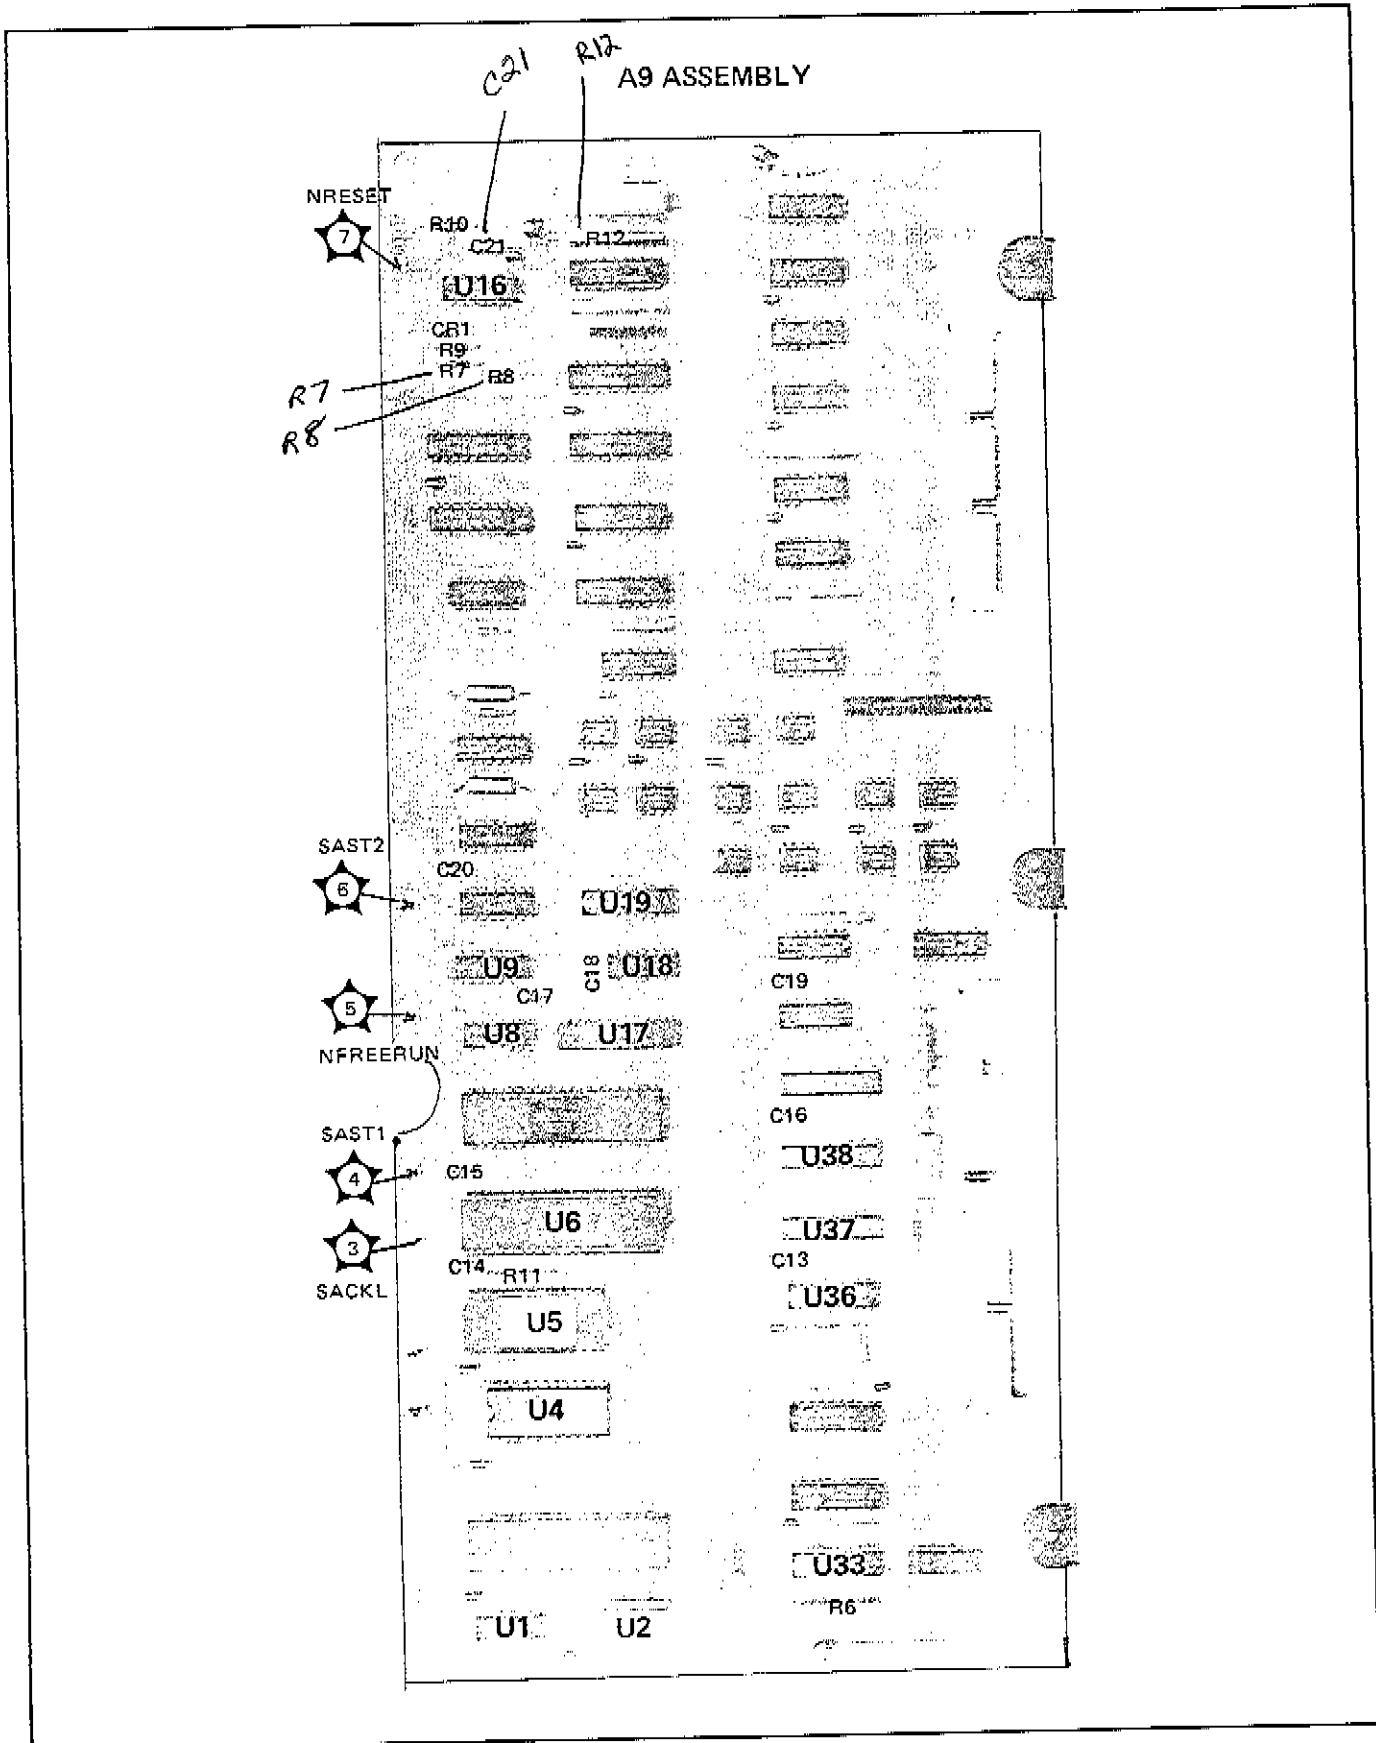 C21
R12
A9 ASSEMBLY
NRESET
7
R10
C21
R12
U16
CR1
R9
R7
R8
R7
R8
SAST2
6
C20
U19
U9
C18
U18
C19
C17
5
U8
U17
NFREERUN
C16
SAST1
U38
4
C15
U6
U37
3
C14
R11
C13
SACKL
U36
U5
U4
U33
R6
U1
U2